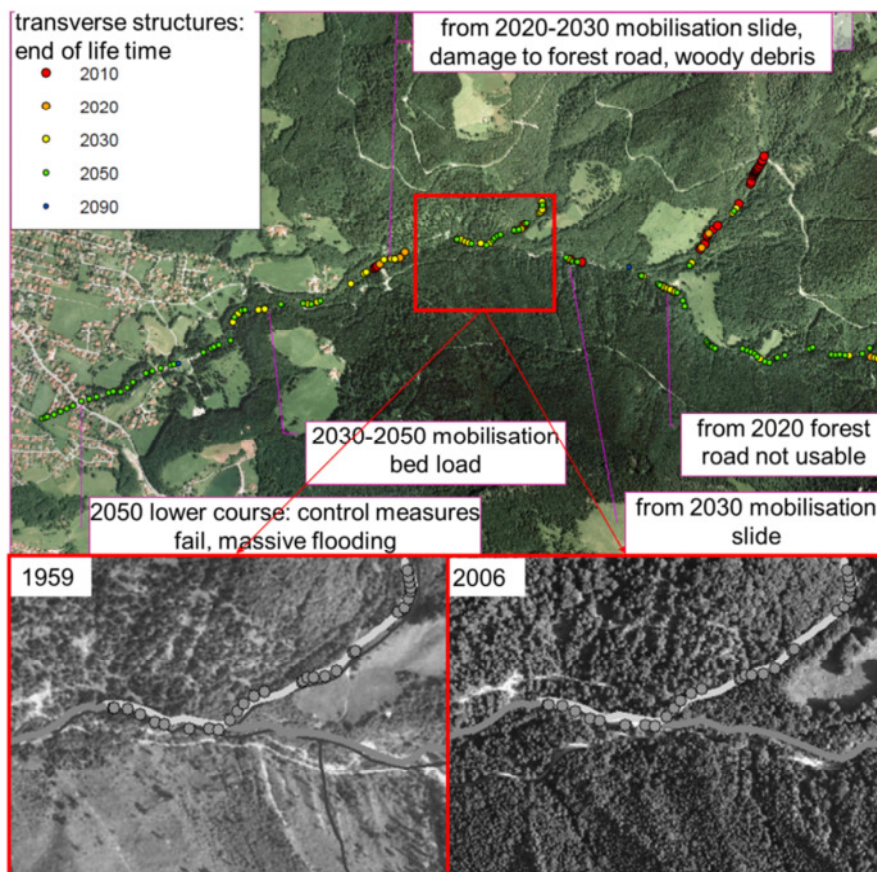 transverse structures:
end of life time
2010
2020
2030
2050
2090
from 2020-2030 mobilisation slide,
damage to forest road, woody debris
2030-2050 mobilisation
bed load
from 2020 forest
road not usable
2050 lower course: control measures
fail, massive flooding
from 2030 mobilisation
slide
1959
2006